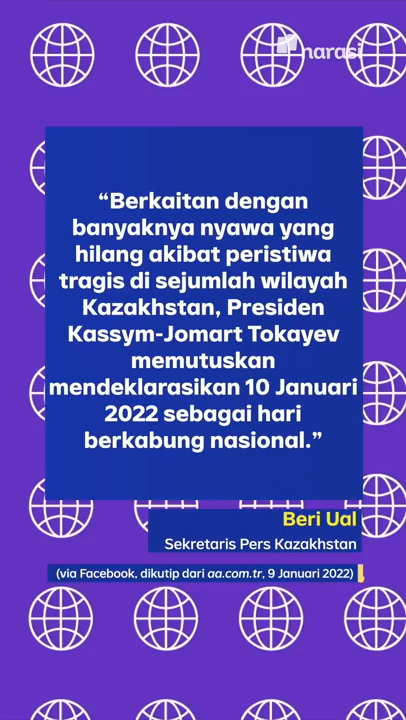 narasi
“Berkaitan dengan
banyaknya nyawa yang
hilang akibat peristiwa
tragis di sejumlah wilayah
Kazakhstan, Presiden
Kassym-Jomart Tokayev
memutuskan
mendeklarasikan 10 Januari
2022 sebagai hari
berkabung nasional.”
Beri Ual
Sekretaris Pers Kazakhstan
(via Facebook, dikutip dari aa.com.tr, 9 Januari 2022)